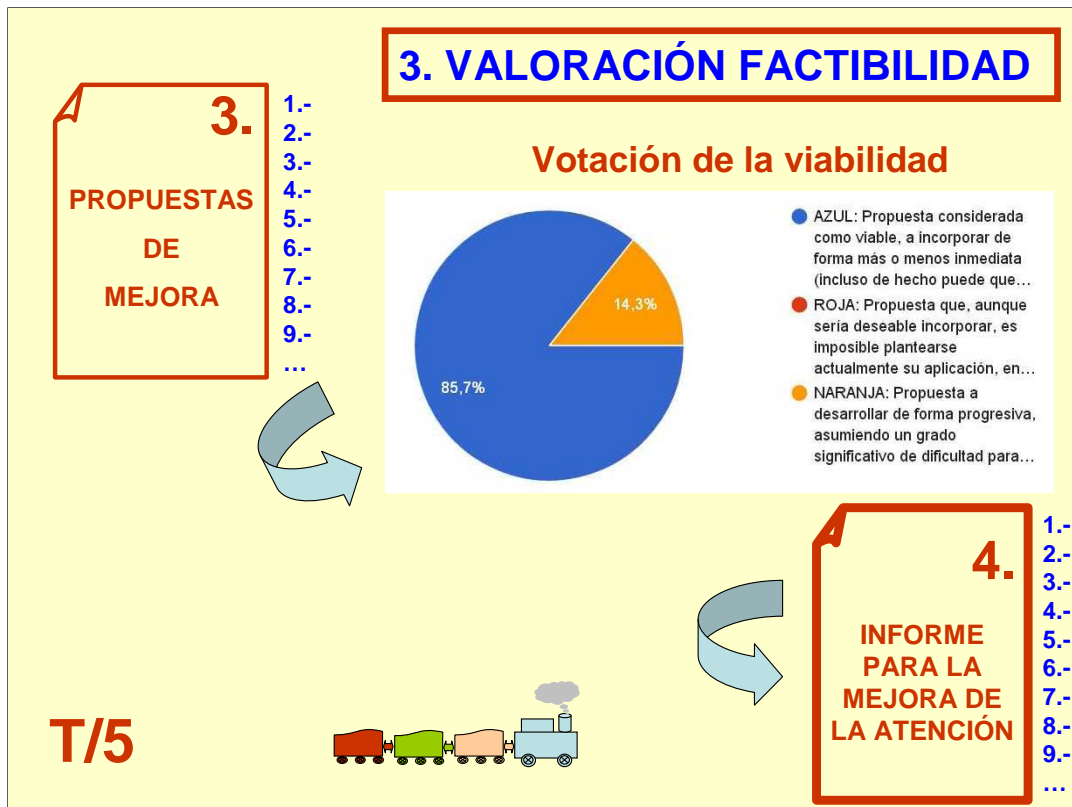 3. VALORACIÓN FACTIBILIDAD
3.
PROPUESTAS
DE
MEJORA
1.-
2.-
3.-
4.-
5.-
6.-
7.-
8.-
9.-
...
Votación de la viabilidad
85,7%
14,3%
AZUL: Propuesta considerada
como viable, a incorporar de
forma más o menos inmediata
(incluso de hecho puede que...
ROJA: Propuesta que, aunque
sería deseable incorporar, es
imposible plantearse
actualmente su aplicación, en...
NARANJA: Propuesta a
desarrollar de forma progresiva,
asumiendo un grado
significativo de dificultad para...
4.
INFORME
PARA LA
MEJORA DE
LA ATENCIÓN
1.-
2.-
3.-
4.-
5.-
6.-
7.-
8.-
9.-
...
T/5